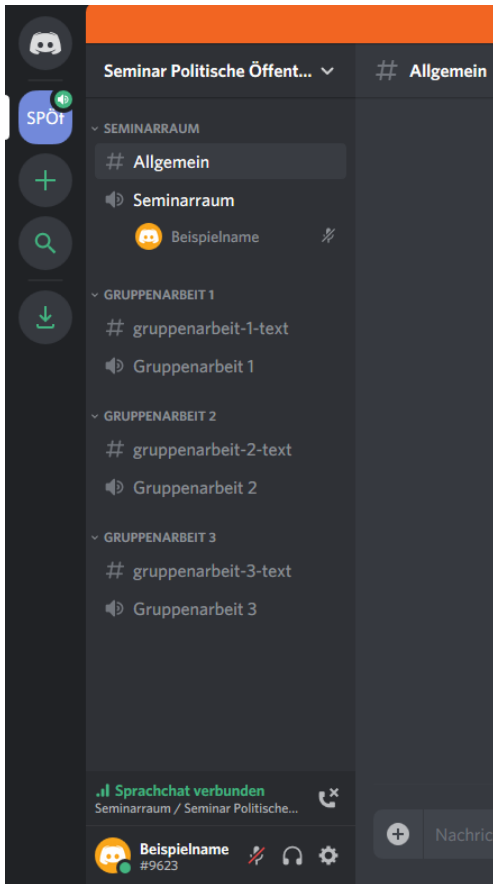 Seminar Politische Öffent...
Allgemein
SPÖf
SEMINARRAUM
Allgemein
Seminarraum
Beispielname
GRUPPENARBEIT 1
gruppenarbeit-1-text
Gruppenarbeit 1
GRUPPENARBEIT 2
gruppenarbeit-2-text
Gruppenarbeit 2
GRUPPENARBEIT 3
gruppenarbeit-3-text
Gruppenarbeit 3
Sprachchat verbunden
Seminarraum / Seminar Politische...
Beispielname
#9623
Nachric